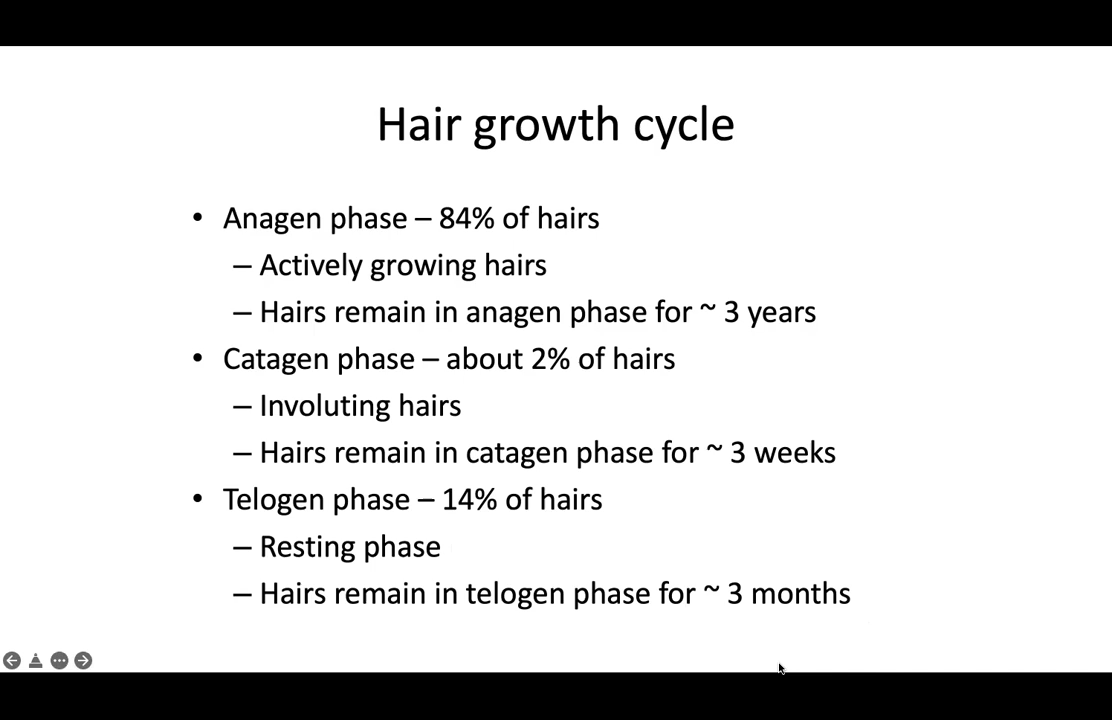 Hair growth cycle
• Anagen phase – 84% of hairs
– Actively growing hairs
– Hairs remain in anagen phase for ~ 3 years
• Catagen phase – about 2% of hairs
– Involuting hairs
– Hairs remain in catagen phase for ~ 3 weeks
• Telogen phase – 14% of hairs
– Resting phase
– Hairs remain in telogen phase for ~ 3 months